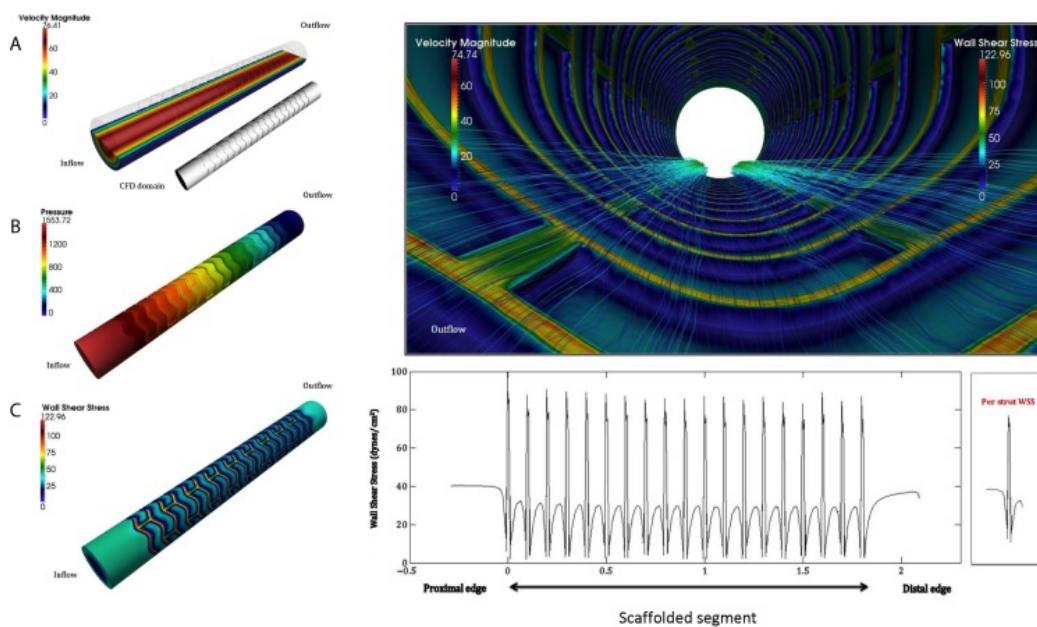 Velocity Magnitude
76.41
60
40
20
0
A
Outflow
Inflow
CFD domain
Outflow
B
Pressure
1553.72
1200
800
400
0
Inflow
Outflow
C
Wall Shear Stress
122.96
100
75
50
25
0
Inflow
Velocity Magnitude
74.74
60
40
20
0
Wall Shear Stress
122.96
100
75
50
25
0
Outflow
100
80
60
40
20
0
Wall Shear Stress (dynes/cm²)
−0.5
0
0.5
1
1.5
2
Proximal edge
Distal edge
Scaffolded segment
Per strut WSS